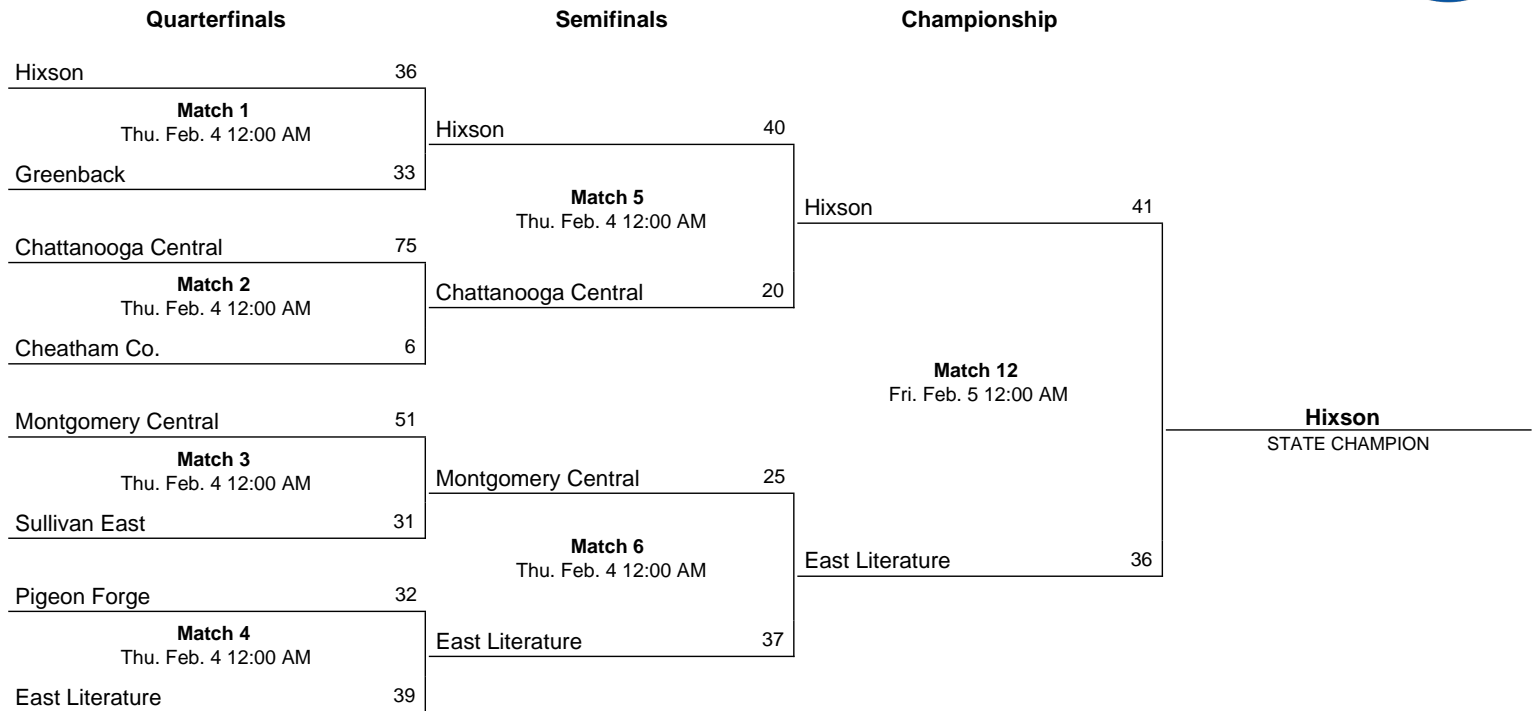 Quarterfinals Semifinals Championship
Hixson 36
Match 1
Thu. Feb. 4 12:00 AM
Greenback 33
Chattanooga Central 75
Match 2
Thu. Feb. 4 12:00 AM
Cheatham Co. 6
Montgomery Central 51
Match 3
Thu. Feb. 4 12:00 AM
Sullivan East 31
Pigeon Forge 32
Match 4
Thu. Feb. 4 12:00 AM
East Literature 39
Hixson 40
Match 5
Thu. Feb. 4 12:00 AM
Chattanooga Central 20
Montgomery Central 25
Match 6
Thu. Feb. 4 12:00 AM
East Literature 37
Hixson 41
Match 12
Fri. Feb. 5 12:00 AM
East Literature 36
Hixson
STATE CHAMPION